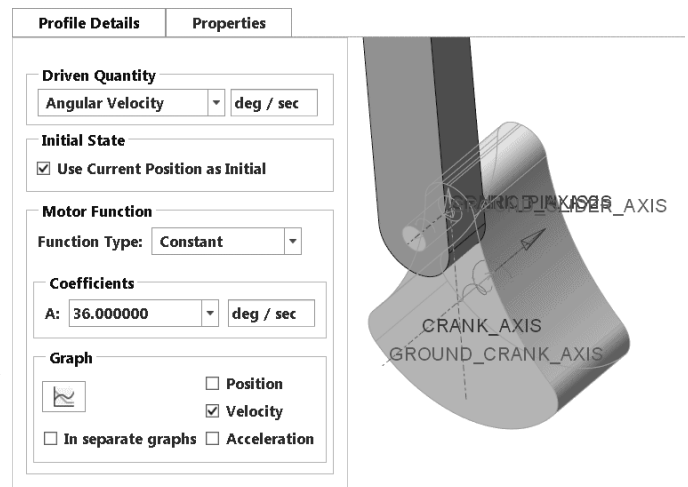 Profile Details
Properties
Driven Quantity
Angular Velocity
deg / sec
Initial State
Use Current Position as Initial
Motor Function
Function Type: Constant
Coefficients
A: 36.000000
deg / sec
Graph
Position
Velocity
In separate graphs
Acceleration
SLIDER_AXIS
CRANK_AXIS
GROUND_CRANK_AXIS